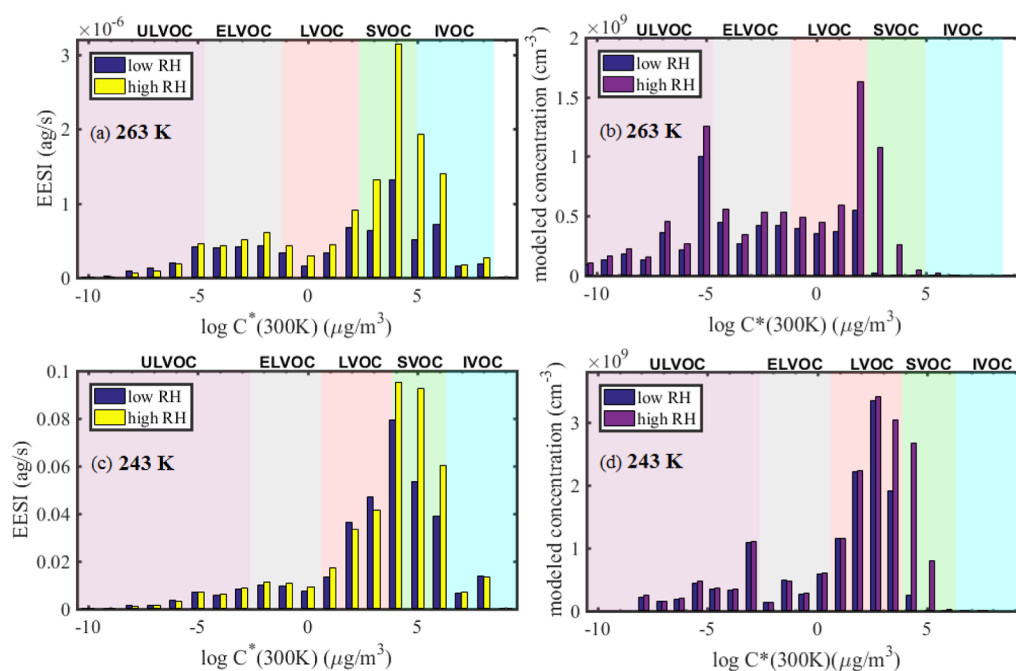 ULVOC ELVOC LVOC SVOC IVOC
×10⁻⁶
3
2
1
0
EESI (ag/s)
low RH
high RH
(a) 263 K
-10 -5 0 5
log C*(300K) (μg/m³)
ULVOC ELVOC LVOC SVOC IVOC
×10⁹
2
1.5
1
0.5
0
modeled concentration (cm⁻³)
low RH
high RH
(b) 263 K
-10 -5 0 5
log C*(300K) (μg/m³)
ULVOC ELVOC LVOC SVOC IVOC
0.1
0.08
0.06
0.04
0.02
0
EESI (ag/s)
low RH
high RH
(c) 243 K
-10 -5 0 5
log C*(300K) (μg/m³)
ULVOC ELVOC LVOC SVOC IVOC
×10⁹
3
2
1
0
modeled concentration (cm⁻³)
low RH
high RH
(d) 243 K
-10 -5 0 5
log C*(300K)(μg/m³)